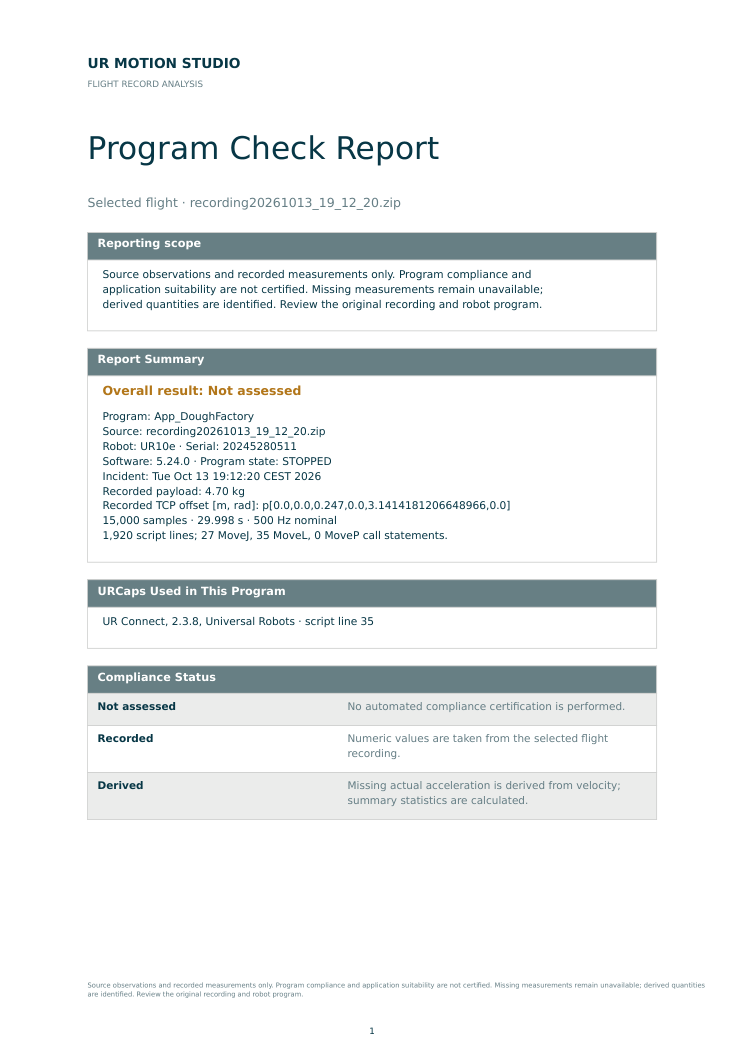 UR MOTION STUDIO
FLIGHT RECORD ANALYSIS
Program Check Report
Selected flight · recording20261013_19_12_20.zip
Reporting scope
Source observations and recorded measurements only. Program compliance and
application suitability are not certified. Missing measurements remain unavailable;
derived quantities are identified. Review the original recording and robot program.
Report Summary
Overall result: Not assessed
Program: App_DoughFactory
Source: recording20261013_19_12_20.zip
Robot: UR10e · Serial: 20245280511
Software: 5.24.0 · Program state: STOPPED
Incident: Tue Oct 13 19:12:20 CEST 2026
Recorded payload: 4.70 kg
Recorded TCP offset [m, rad]: p[0.0,0.0,0.247,0.0,3.1414181206648966,0.0]
15,000 samples · 29.998 s · 500 Hz nominal
1,920 script lines; 27 MoveJ, 35 MoveL, 0 MoveP call statements.
URCaps Used in This Program
UR Connect, 2.3.8, Universal Robots · script line 35
Compliance Status
Not assessed
No automated compliance certification is performed.
Recorded
Numeric values are taken from the selected flight
recording.
Derived
Missing actual acceleration is derived from velocity;
summary statistics are calculated.
Source observations and recorded measurements only. Program compliance and application suitability are not certified. Missing measurements remain unavailable; derived quantities
are identified. Review the original recording and robot program.
1